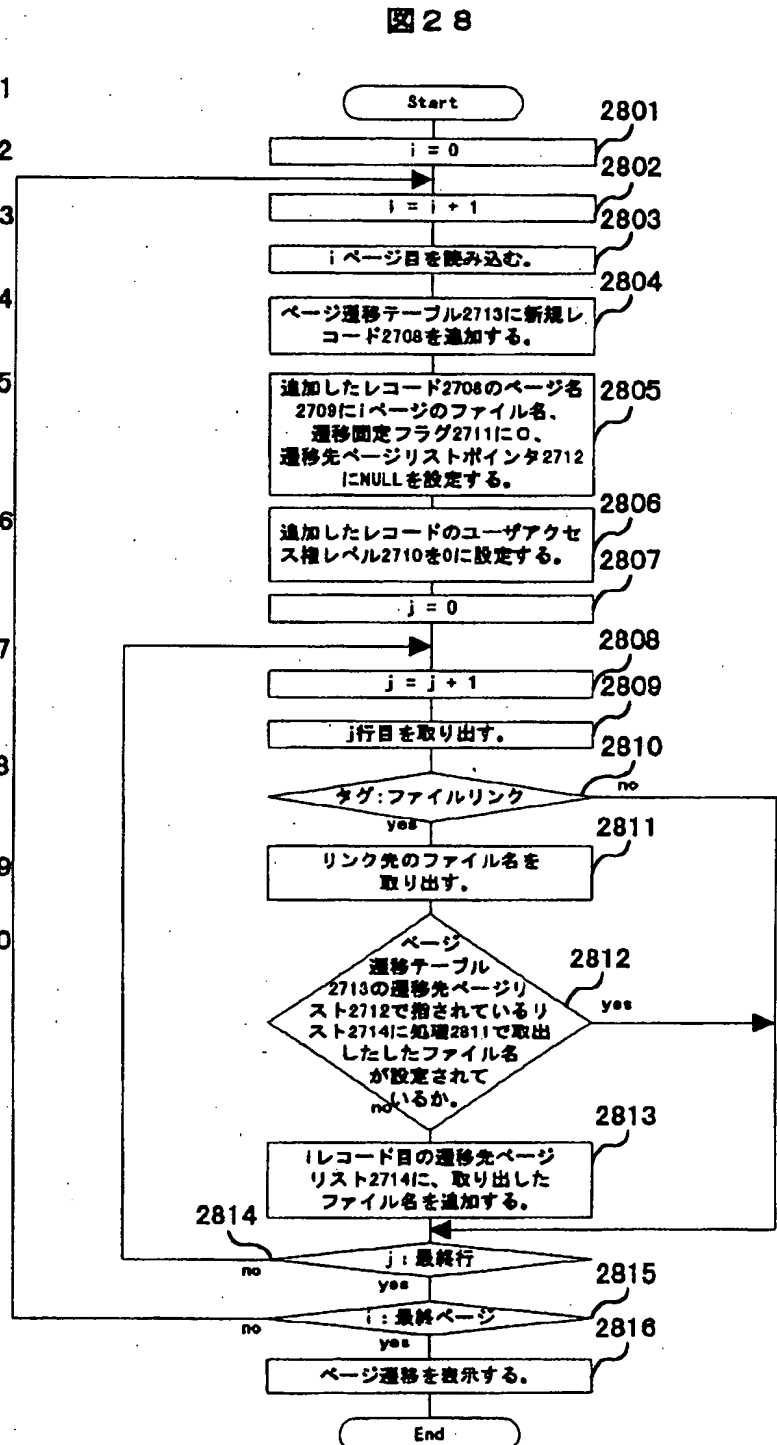 図28
1
2
3
4
5
6
7
8
9
0
Start
2801
i = 0
2802
i = i + 1
2803
iページ目を読み込む。
2804
ページ遷移テーブル2713に新規レ
コード2708を追加する。
2805
追加したレコード2708のページ名
2709にiページのファイル名、
遷移固定フラグ2711に0、
遷移先ページリストポインタ2712
にNULLを設定する。
2806
追加したレコードのユーザアクセ
ス権レベル2710を0に設定する。
2807
j = 0
2808
j = j + 1
2809
j行目を取り出す。
2810
タグ:ファイルリンク
no
yes
2811
リンク先のファイル名を
取り出す。
2812
ページ
遷移テーブル
2713の遷移先ページリ
スト2712で指されているリ
スト2714に処理2811で取出
したしたファイル名
が設定されて
いるか。
yes
no
2813
iレコード目の遷移先ページ
リスト2714に、取り出した
ファイル名を追加する。
2814
j:最終行
no
yes
2815
i:最終ページ
no
yes
2816
ページ遷移を表示する。
End